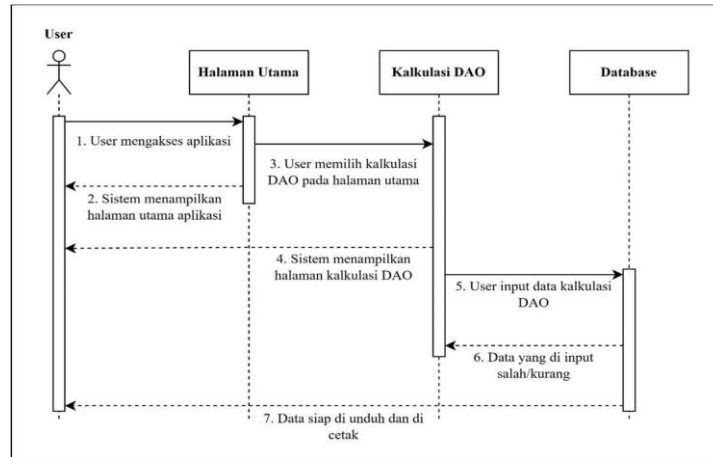 User
Halaman Utama
Kalkulasi DAO
Database
1. User mengakses aplikasi
3. User memilih kalkulasi
DAO pada halaman utama
2. Sistem menampilkan
halaman utama aplikasi
4. Sistem menampilkan
halaman kalkulasi DAO
5. User input data kalkulasi
DAO
6. Data yang di input
salah/kurang
7. Data siap di unduh dan di
cetak